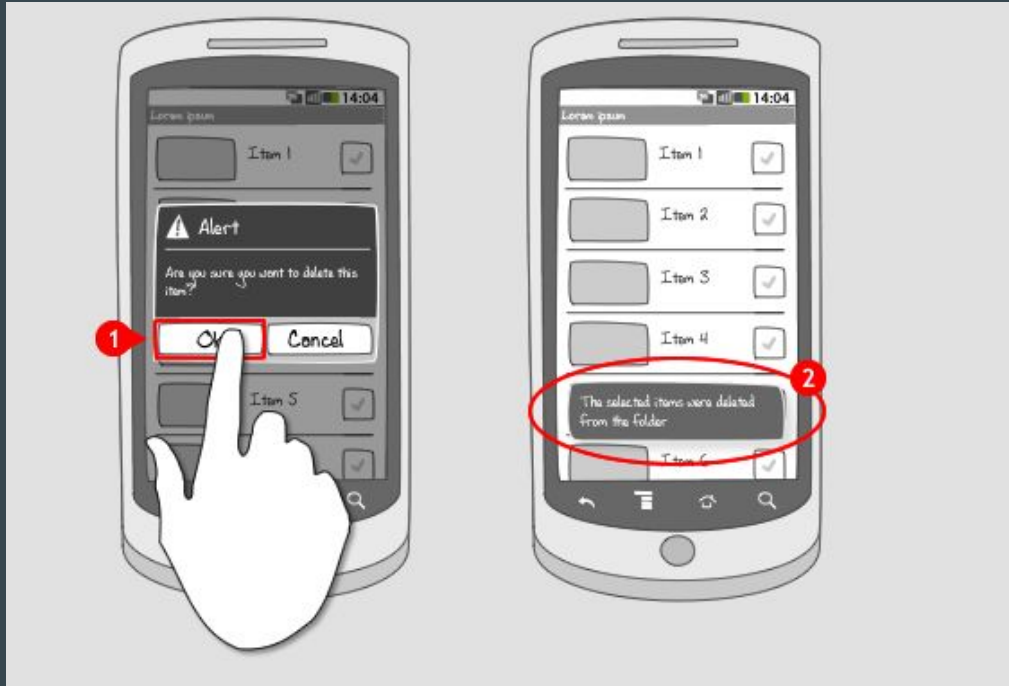 14:04
Lorem ipsum
Item 1
Alert
Are you sure you want to delete this
item?
1
Cancel
Item 5
14:04
Lorem ipsum
Item 1
Item 2
Item 3
Item 4
2
The selected items were deleted
from the folder
Item 6